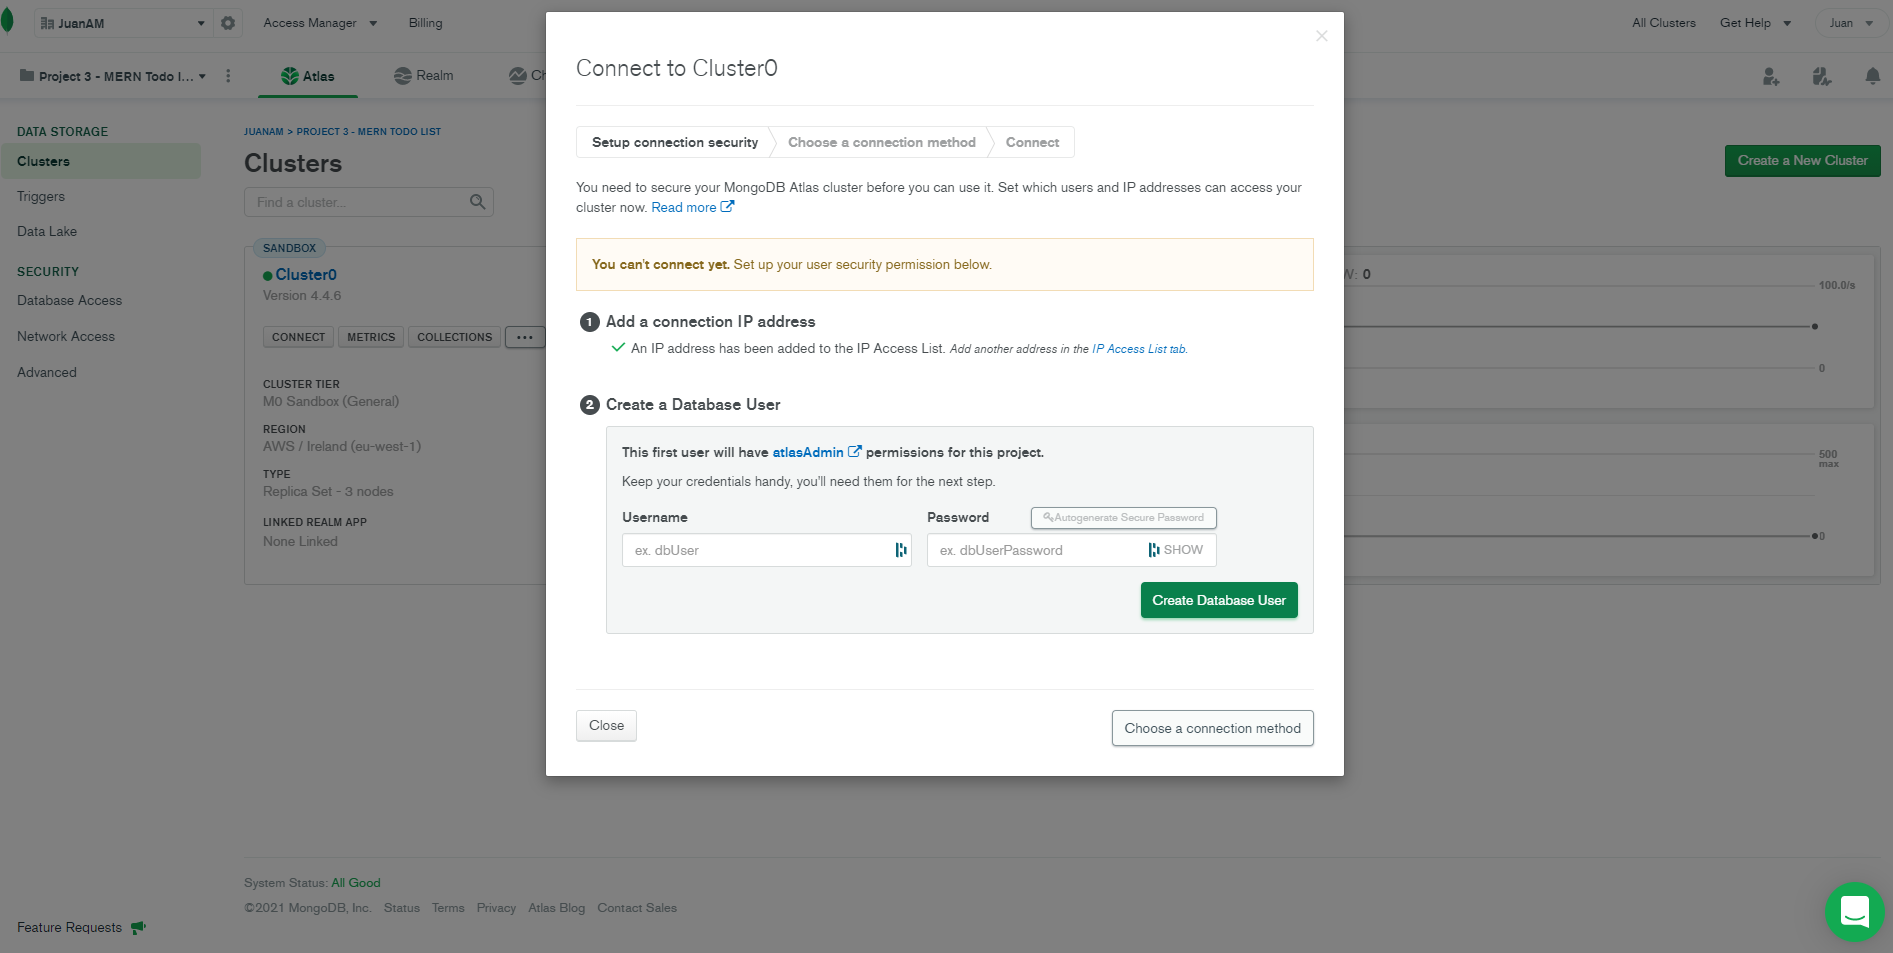 JuanAM
Access Manager
Billing
All Clusters
Get Help
Juan
Project 3 - MERN Todo l...
Atlas
Realm
Ch
DATA STORAGE
Clusters
Triggers
Data Lake
SECURITY
Database Access
Network Access
Advanced
Feature Requests
JUANAM > PROJECT 3 - MERN TODO LIST
Clusters
Find a cluster...
Create a New Cluster
SANDBOX
Cluster0
Version 4.4.6
CONNECT
METRICS
COLLECTIONS
...
CLUSTER TIER
M0 Sandbox (General)
REGION
AWS / Ireland (eu-west-1)
TYPE
Replica Set - 3 nodes
LINKED REALM APP
None Linked
W: 0
100.0/s
0
500
max
0
Connect to Cluster0
Setup connection security
Choose a connection method
Connect
You need to secure your MongoDB Atlas cluster before you can use it. Set which users and IP addresses can access your
cluster now. Read more
You can't connect yet. Set up your user security permission below.
1 Add a connection IP address
An IP address has been added to the IP Access List. Add another address in the IP Access List tab.
2 Create a Database User
This first user will have atlasAdmin permissions for this project.
Keep your credentials handy, you'll need them for the next step.
Username
Password
Autogenerate Secure Password
ex. dbUser
ex. dbUserPassword
SHOW
Create Database User
Close
Choose a connection method
System Status: All Good
©2021 MongoDB, Inc. Status Terms Privacy Atlas Blog Contact Sales